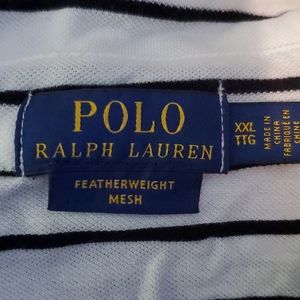 POLO
RALPH LAUREN
FEATHERWEIGHT
MESH
XXL
TTG
MADE IN
CHINA
FABRIQUÉ EN
CHINE